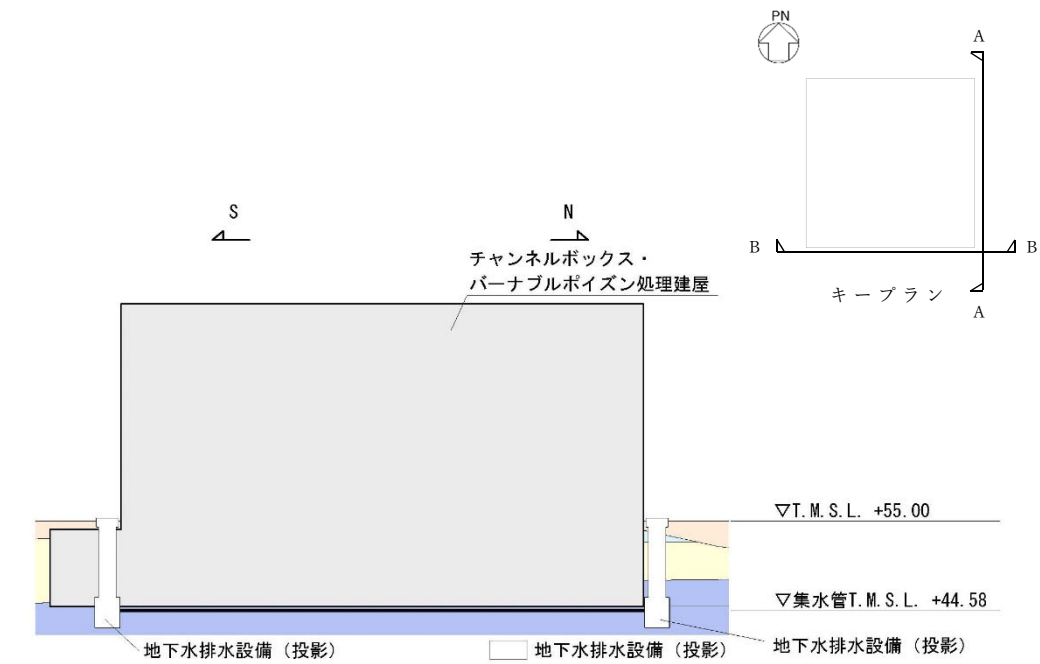 PN
A
B
B
キープラン
A
S
N
チャンネルボックス・
バーナブルポイズン処理建屋
▽T.M.S.L. +55.00
▽集水管T.M.S.L. +44.58
地下水排水設備（投影）
地下水排水設備（投影）
地下水排水設備（投影）